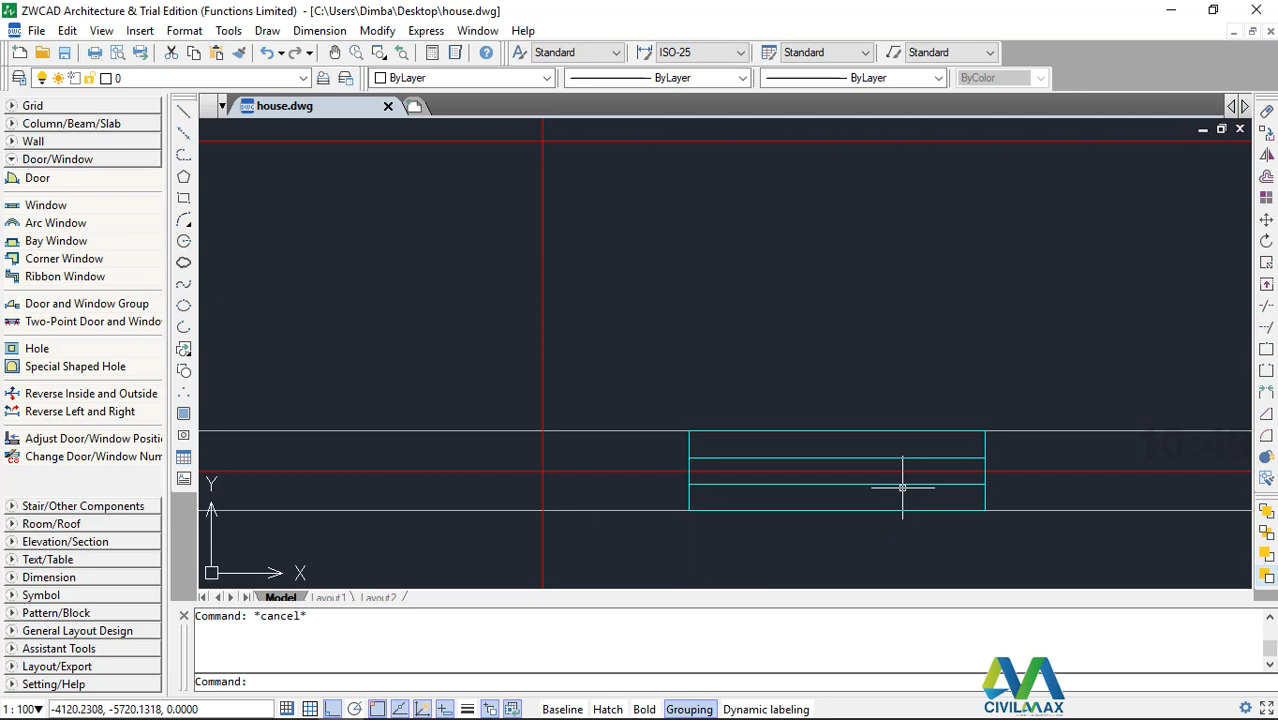 ZWCAD Architecture & Trial Edition (Functions Limited) - [C:\Users\Dimba\Desktop\house.dwg]
File Edit View Insert Format Tools Draw Dimension Modify Express Window Help
Standard ISO-25 Standard Standard
0 ByLayer ByLayer ByLayer ByColor
house.dwg
Grid
Column/Beam/Slab
Wall
Door/Window
Door
Window
Arc Window
Bay Window
Corner Window
Ribbon Window
Door and Window Group
Two-Point Door and Windo
Hole
Special Shaped Hole
Reverse Inside and Outside
Reverse Left and Right
Adjust Door/Window Positi
Change Door/Window Num
Stair/Other Components
Room/Roof
Elevation/Section
Text/Table
Dimension
Symbol
Pattern/Block
General Layout Design
Assistant Tools
Layout/Export
Setting/Help
Y
X
Model Layout1 Layout2
Command: *cancel*
Command:
CIVILMAX
1 : 100 -4120.2308, -5720.1318, 0.0000 Baseline Hatch Bold Grouping Dynamic labeling